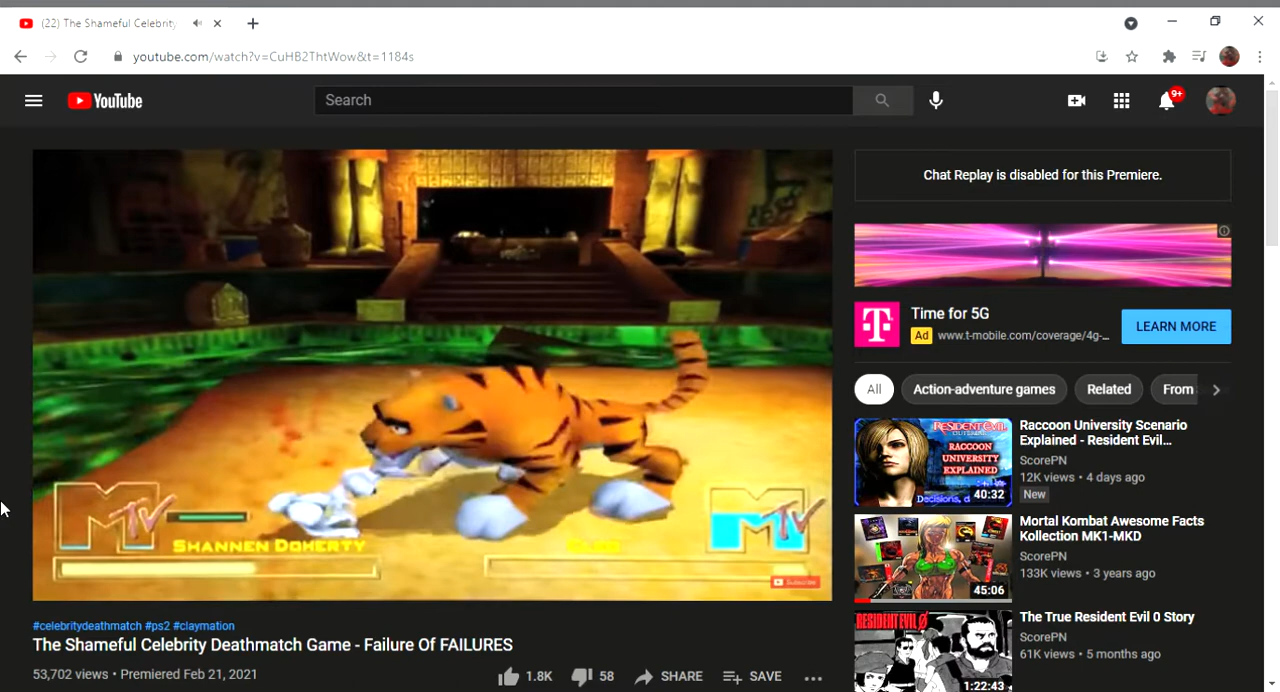 (22) The Shameful Celebrity
youtube.com/watch?v=CuHB2ThtWow&t=1184s
YouTube
Search
9+
Chat Replay is disabled for this Premiere.
Time for 5G
Ad www.t-mobile.com/coverage/4g-...
LEARN MORE
All
Action-adventure games
Related
From
RESIDENT EVIL
OUTBREAK
RACCOON
UNIVERSITY
EXPLAINED
40:32
Raccoon University Scenario
Explained - Resident Evil...
ScorePN
12K views • 4 days ago
New
45:06
Mortal Kombat Awesome Facts
Kollection MK1-MKD
ScorePN
133K views • 3 years ago
RESIDENT EVIL 0
1:22:43
The True Resident Evil 0 Story
ScorePN
61K views • 5 months ago
MTV
SHANNEN DOHERTY
MTV
Subscribe
#celebritydeathmatch #ps2 #claymation
The Shameful Celebrity Deathmatch Game - Failure Of FAILURES
53,702 views • Premiered Feb 21, 2021
1.8K
58
SHARE
SAVE